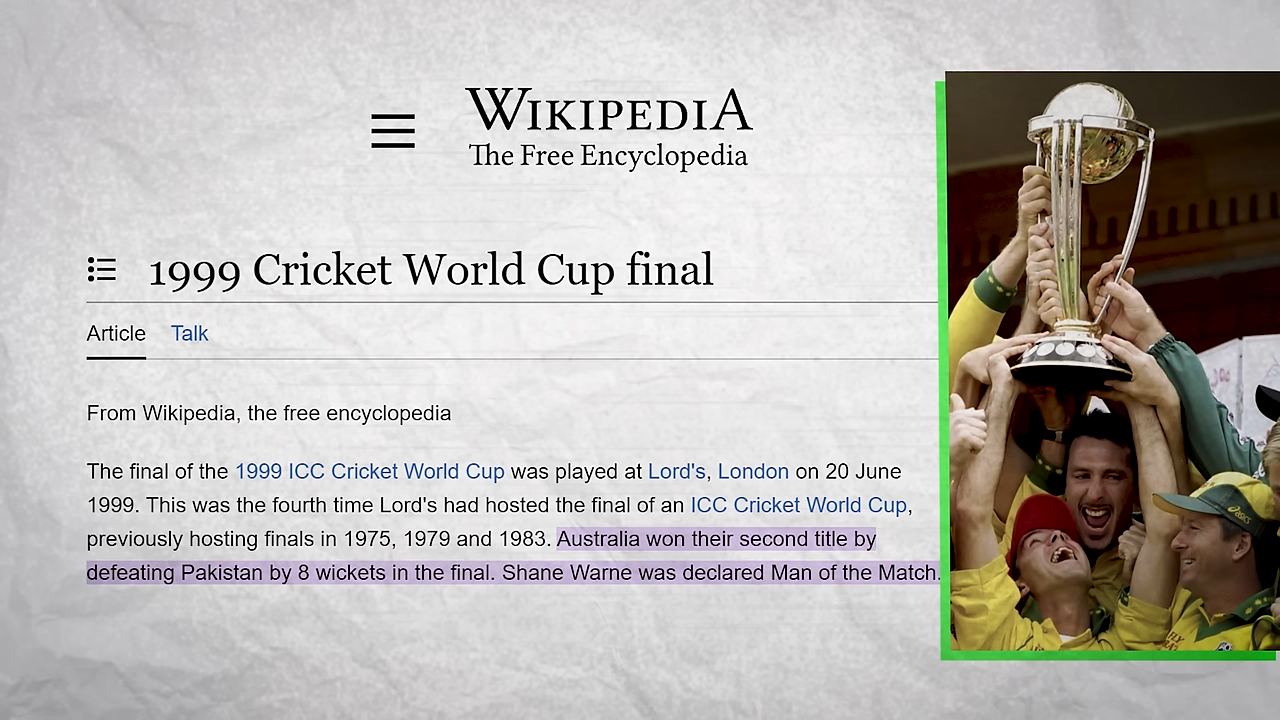 WIKIPEDIA
The Free Encyclopedia
1999 Cricket World Cup final
Article Talk
From Wikipedia, the free encyclopedia
The final of the 1999 ICC Cricket World Cup was played at Lord's, London on 20 June
1999. This was the fourth time Lord's had hosted the final of an ICC Cricket World Cup,
previously hosting finals in 1975, 1979 and 1983. Australia won their second title by
defeating Pakistan by 8 wickets in the final. Shane Warne was declared Man of the Match.
asics